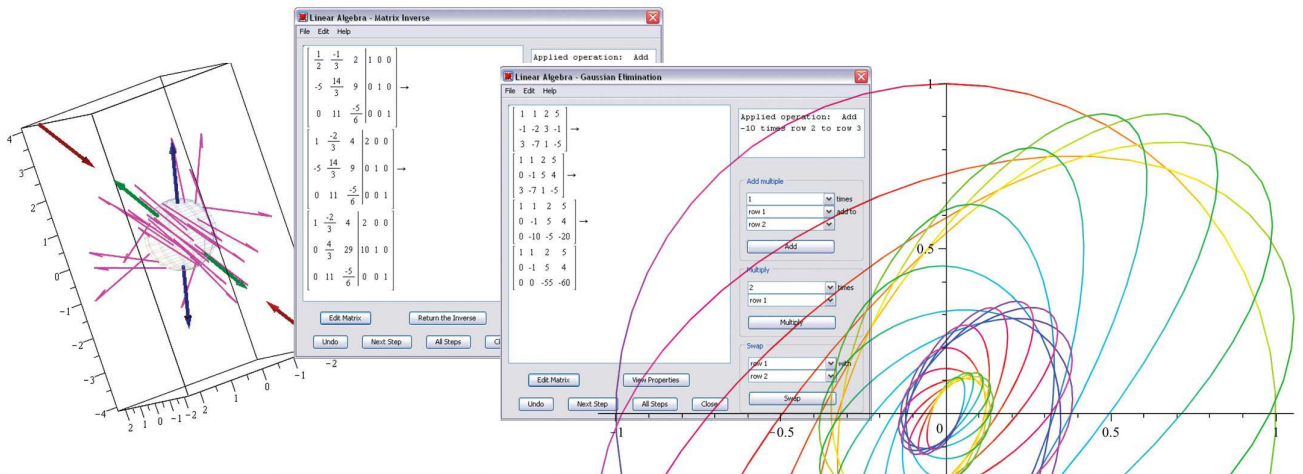 Linear Algebra - Matrix Inverse
File Edit Help
1/2 -1/3 2 | 1 0 0
-5 14/3 9 | 0 1 0 →
0 11 -5/6 | 0 0 1
1 -2/3 4 | 2 0 0
-5 14/3 9 | 0 1 0 →
0 11 -5/6 | 0 0 1
1 -2/3 4 | 2 0 0
0 4/3 29 | 10 1 0
0 11 -5/6 | 0 0 1
Applied operation: Add
Edit Matrix Return the Inverse
Undo Next Step All Steps
Linear Algebra - Gaussian Elimination
File Edit Help
1 1 2 5
-1 -2 3 -1 →
3 -7 1 -5
1 1 2 5
0 -1 5 4 →
3 -7 1 -5
1 1 2 5
0 -1 5 4 →
0 -10 -5 -20
1 1 2 5
0 -1 5 4
0 0 -55 -60
Applied operation: Add
-10 times row 2 to row 3
Add multiple
1 times
row 1 add to
row 2
Add
Multiply
2 times
row 1
Multiply
Swap
row 1 with
row 2
Swap
Edit Matrix View Properties
Undo Next Step All Steps Close
4
3
2
1
0
-1
-2
-3
-4
2 1 0 -1 -2
2 1 0 -1 -2
1
0.5
-1 -0.5 0 0.5 1